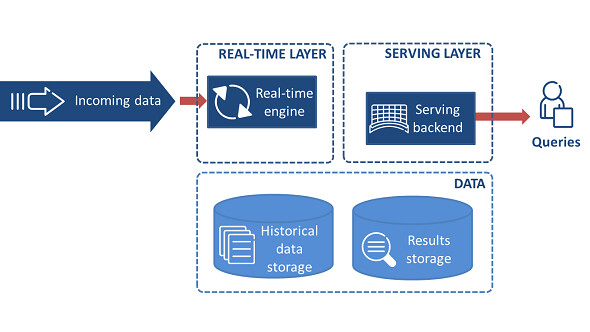 REAL-TIME LAYER
SERVING LAYER
Incoming data
Real-time
engine
Serving
backend
Queries
DATA
Historical
data
storage
Results
storage